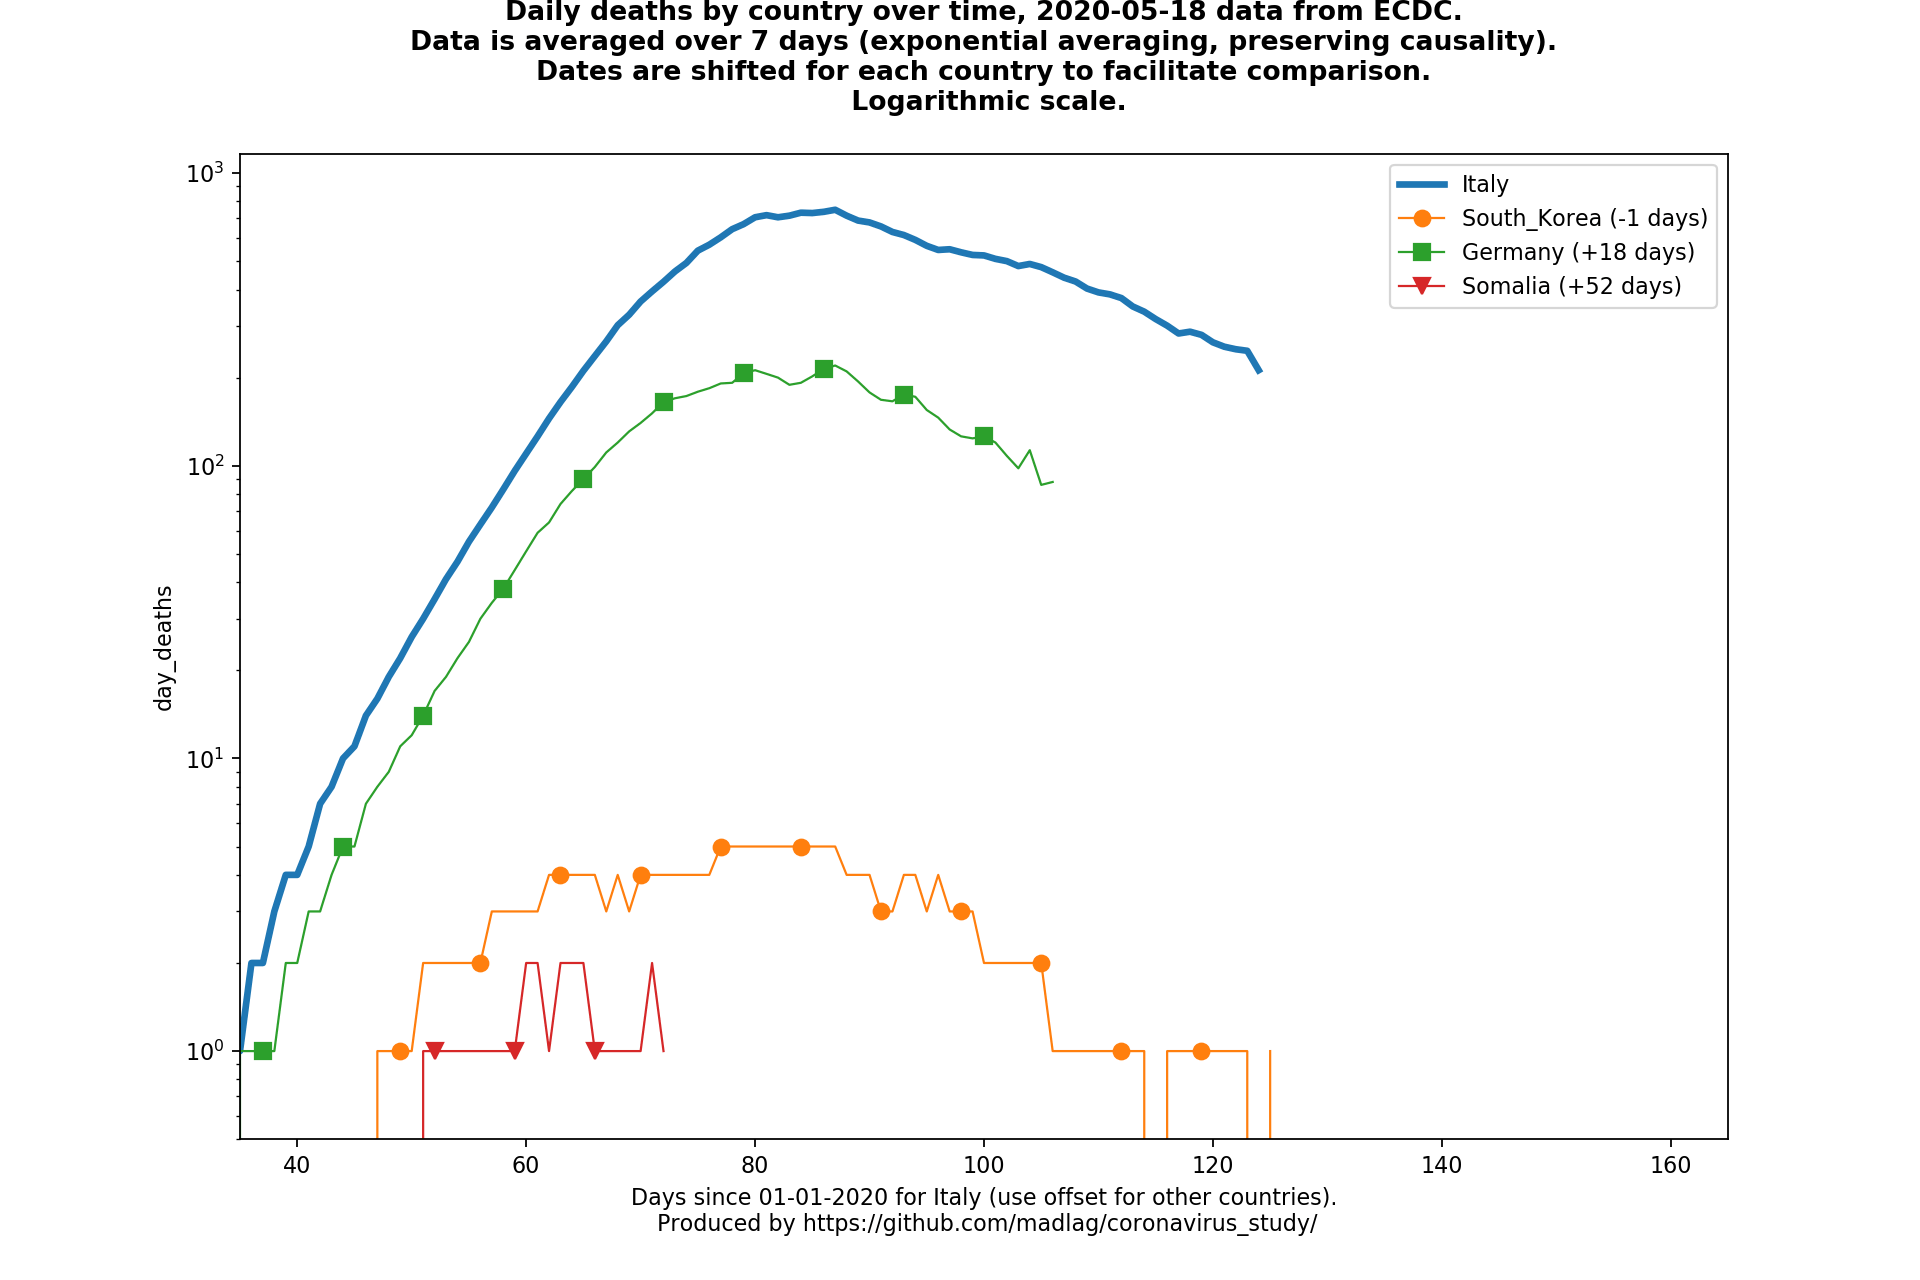 Daily deaths by country over time, 2020-05-18 data from ECDC.
Data is averaged over 7 days (exponential averaging, preserving causality).
Dates are shifted for each country to facilitate comparison.
Logarithmic scale.
10³
10²
10¹
10⁰
day_deaths
Italy
South_Korea (-1 days)
Germany (+18 days)
Somalia (+52 days)
40 60 80 100 120 140 160
Days since 01-01-2020 for Italy (use offset for other countries).
Produced by https://github.com/madlag/coronavirus_study/